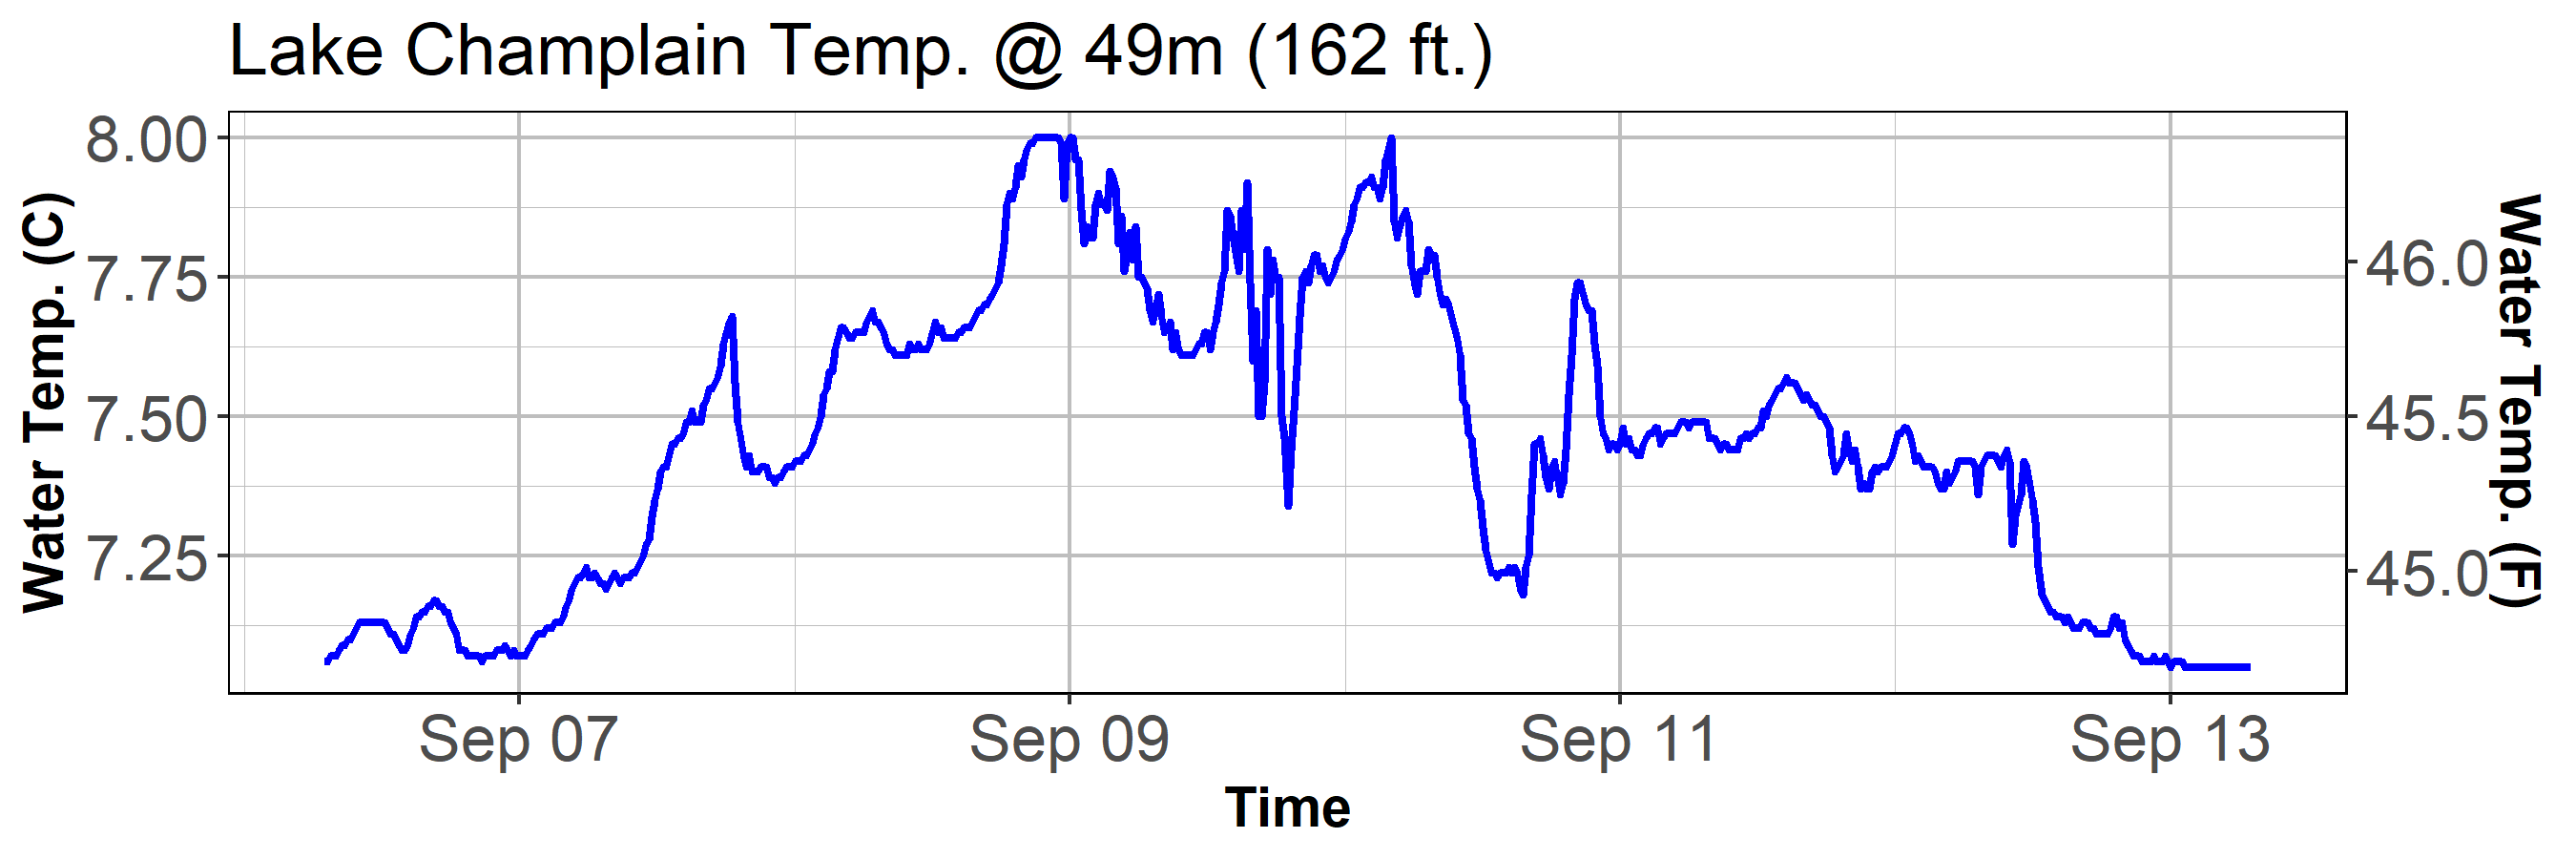 Lake Champlain Temp. @ 49m (162 ft.)
Water Temp. (C)
8.00
7.75
7.50
7.25
46.0
45.5
45.0
Water Temp. (F)
Sep 07
Sep 09
Sep 11
Sep 13
Time